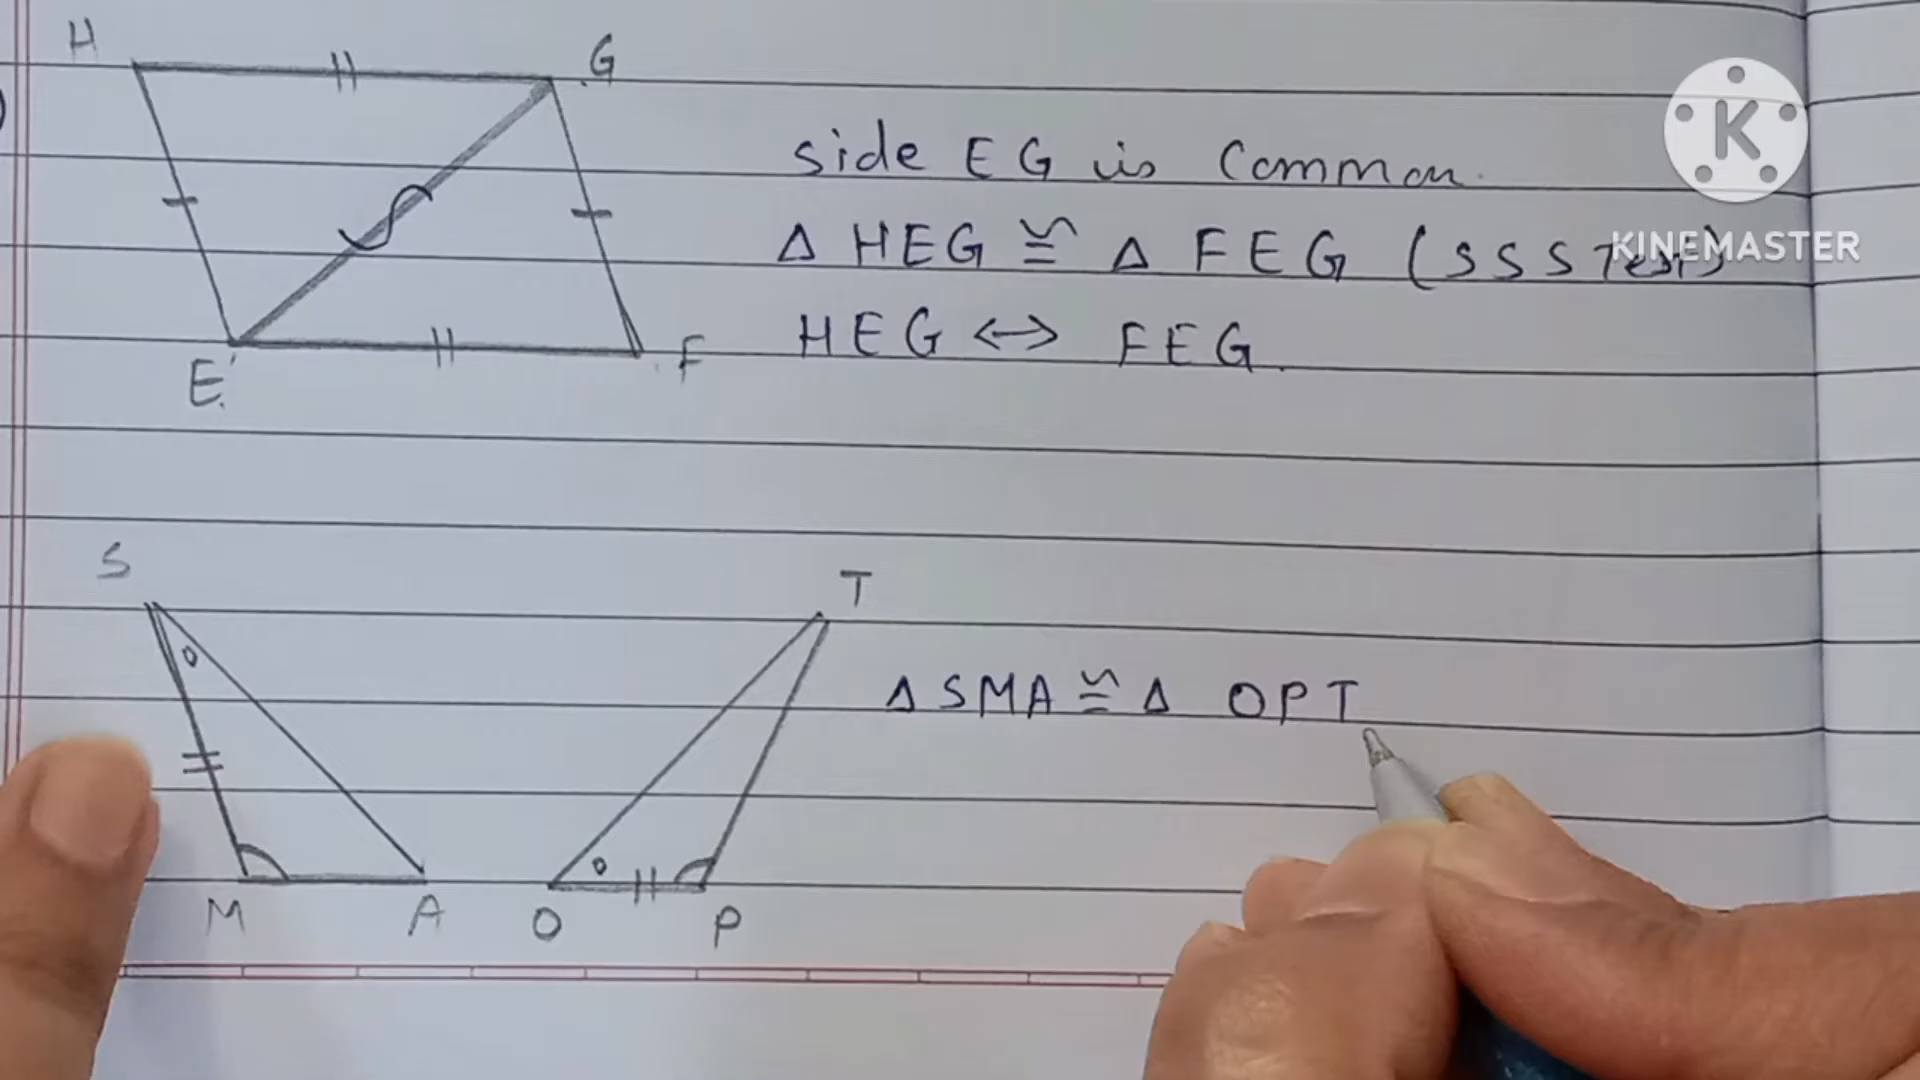 H
G
side EG is Common.
K
Δ HEG ≅ Δ FEG (SSS Test)
KINEMASTER
HEG ↔ FEG.
E
F
S
T
Δ SMA ≅ Δ OPT
M A O P